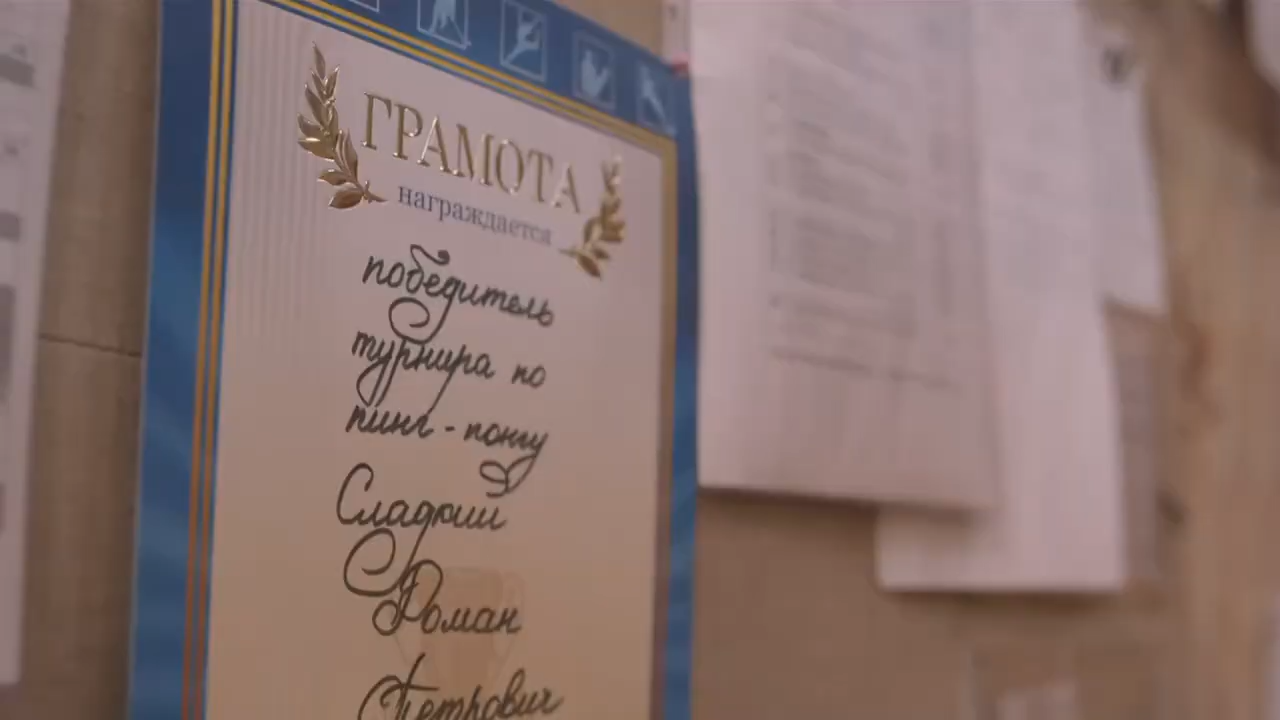 ГРАМОТА
награждается
победитель
турнира по
пинг-понгу
Сладкий
Роман
Петрович